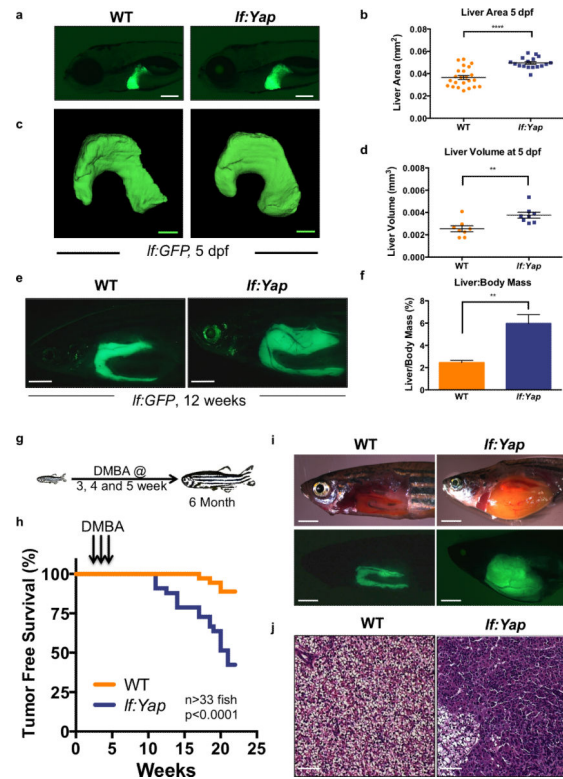 a
WT
lf:Yap
c
lf:GFP, 5 dpf
b
Liver Area 5 dpf
****
Liver Area (mm²)
0.08
0.06
0.04
0.02
0.00
WT
lf:Yap
d
Liver Volume at 5 dpf
**
Liver Volume (mm³)
0.006
0.004
0.002
0.000
WT
lf:Yap
e
WT
lf:Yap
lf:GFP, 12 weeks
f
Liver:Body Mass
**
Liver/Body Mass (%)
8
6
4
2
0
WT
lf:Yap
g
DMBA @
3, 4 and 5 week
6 Month
h
DMBA
Tumor Free Survival (%)
100
75
50
25
0
WT
lf:Yap
n>33 fish
p<0.0001
0
5
10
15
20
25
Weeks
i
WT
lf:Yap
j
WT
lf:Yap